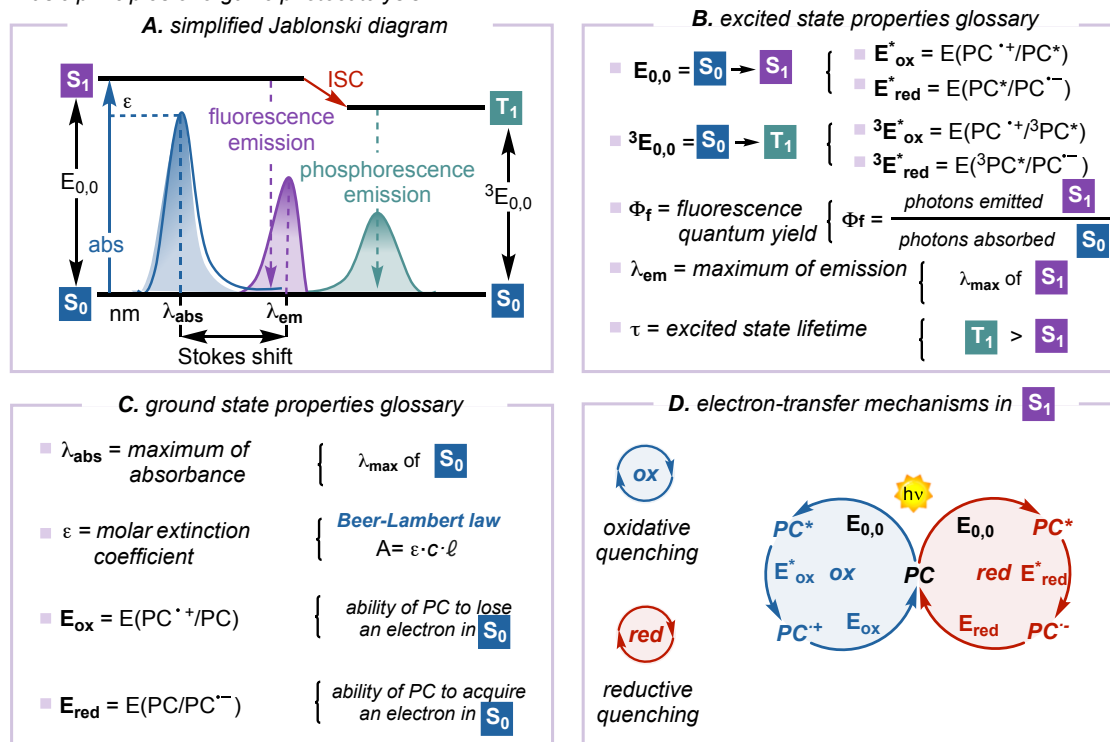 A. simplified Jablonski diagram
S1
ε
ISC
T1
fluorescence
emission
phosphorescence
emission
E0,0
3E0,0
abs
S0
nm
λabs
λem
S0
Stokes shift
B. excited state properties glossary
E0,0 = S0 → S1
E*ox = E(PC•+/PC*)
E*red = E(PC*/PC•−)
3E0,0 = S0 → T1
3E*ox = E(PC•+/3PC*)
3E*red = E(3PC*/PC•−)
Φf = fluorescence
quantum yield
Φf = photons emitted S1
photons absorbed S0
λem = maximum of emission
λmax of S1
τ = excited state lifetime
T1 > S1
C. ground state properties glossary
λabs = maximum of
absorbance
λmax of S0
ε = molar extinction
coefficient
Beer-Lambert law
A= ε·c·ℓ
Eox = E(PC•+/PC)
ability of PC to lose
an electron in S0
Ered = E(PC/PC•−)
ability of PC to acquire
an electron in S0
D. electron-transfer mechanisms in S1
ox
oxidative
quenching
red
reductive
quenching
hν
PC*
E0,0
E0,0
PC*
E*ox
ox
PC
red
E*red
PC·+
Eox
Ered
PC·-